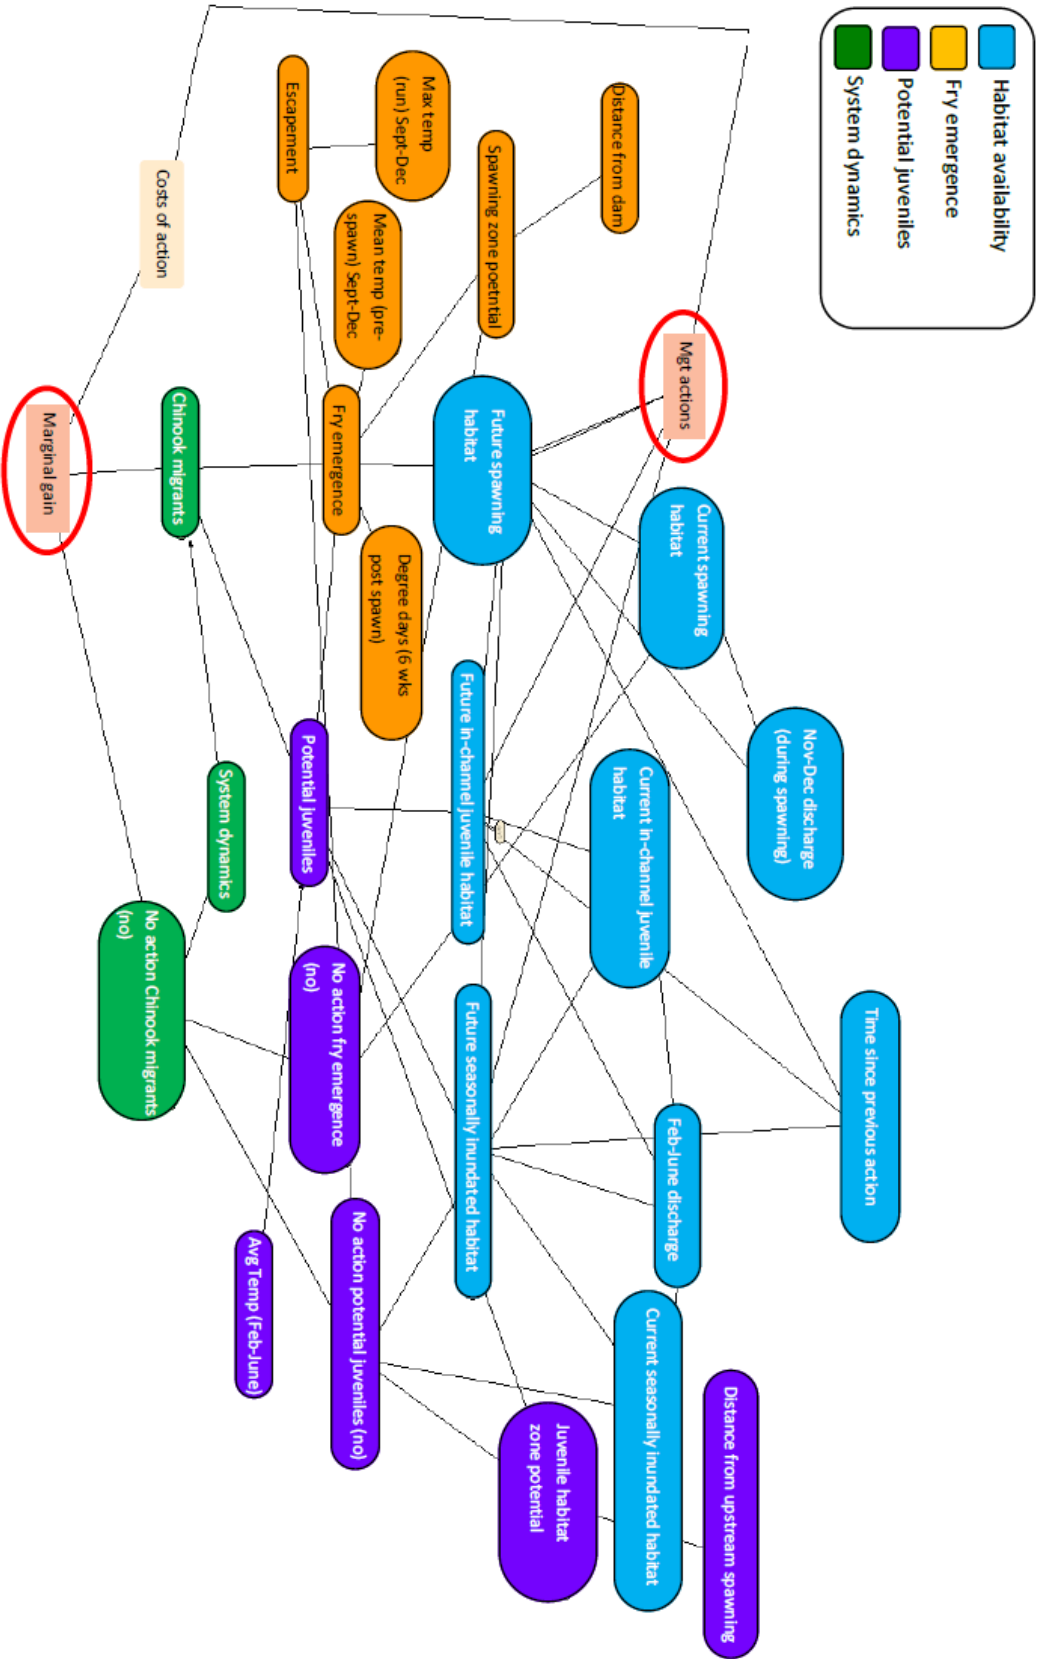 Habitat availability
Fry emergence
Potential juveniles
System dynamics
Distance from upstream spawning
Time since previous action
Nov-Dec discharge
(during spawning)
Current seasonally inundated habitat
Feb-June discharge
Current in-channel juvenile
habitat
Current spawning
habitat
Mgt actions
Distance from dam
Juvenile habitat
zone potential
Future seasonally inundated habitat
Future in-channel juvenile habitat
Future spawning
habitat
Spawning zone poetntial
Max temp
(run) Sept-Dec
Mean temp (pre-
spawn) Sept-Dec
Degree days (6 wks
post spawn)
Fry emergence
Escapement
No action potential juveniles (no)
No action fry emergence
(no)
Potential juveniles
Avg Temp (Feb-June)
System dynamics
Chinook migrants
No action Chinook migrants
(no)
Costs of action
Marginal gain